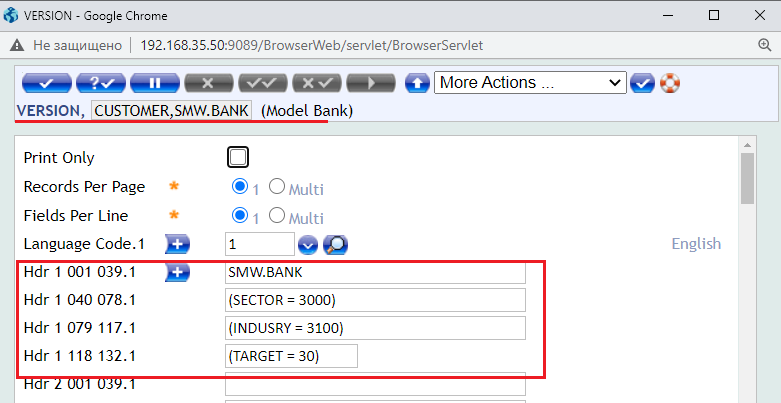 VERSION - Google Chrome
Не защищено 192.168.35.50:9089/BrowserWeb/servlet/BrowserServlet
More Actions ...
VERSION, CUSTOMER,SMW.BANK (Model Bank)
Print Only
Records Per Page * 1 Multi
Fields Per Line * 1 Multi
Language Code.1 1 English
Hdr 1 001 039.1 SMW.BANK
Hdr 1 040 078.1 (SECTOR = 3000)
Hdr 1 079 117.1 (INDUSRY = 3100)
Hdr 1 118 132.1 (TARGET = 30)
Hdr 2 001 039.1